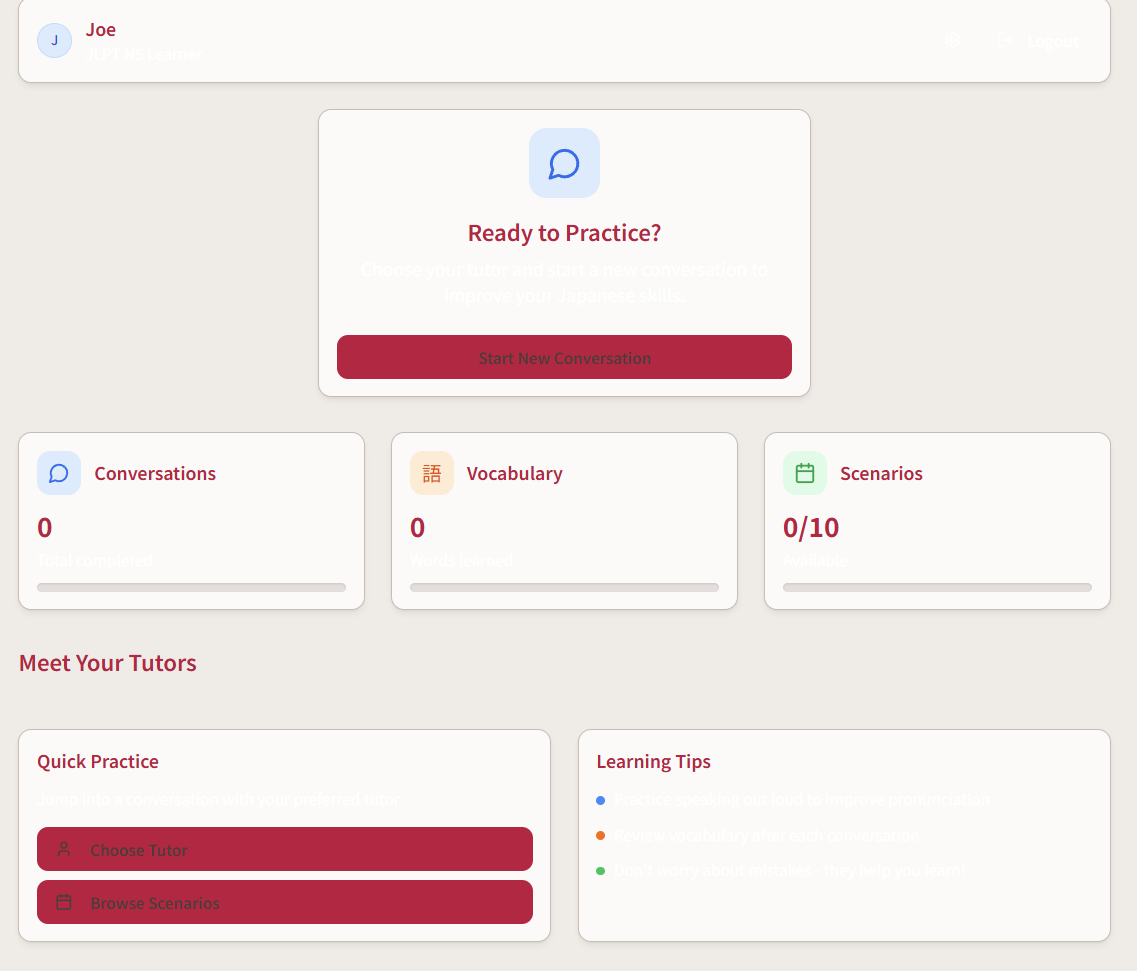 J
Joe
JLPT N5 Learner
Logout
Ready to Practice?
Choose your tutor and start a new conversation to
improve your Japanese skills.
Start New Conversation
Conversations
0
Total completed
語
Vocabulary
0
Words learned
Scenarios
0/10
Available
Meet Your Tutors
Quick Practice
Jump into a conversation with your preferred tutor
Choose Tutor
Browse Scenarios
Learning Tips
Practice speaking out loud to improve pronunciation
Review vocabulary after each conversation
Don't worry about mistakes - they help you learn!